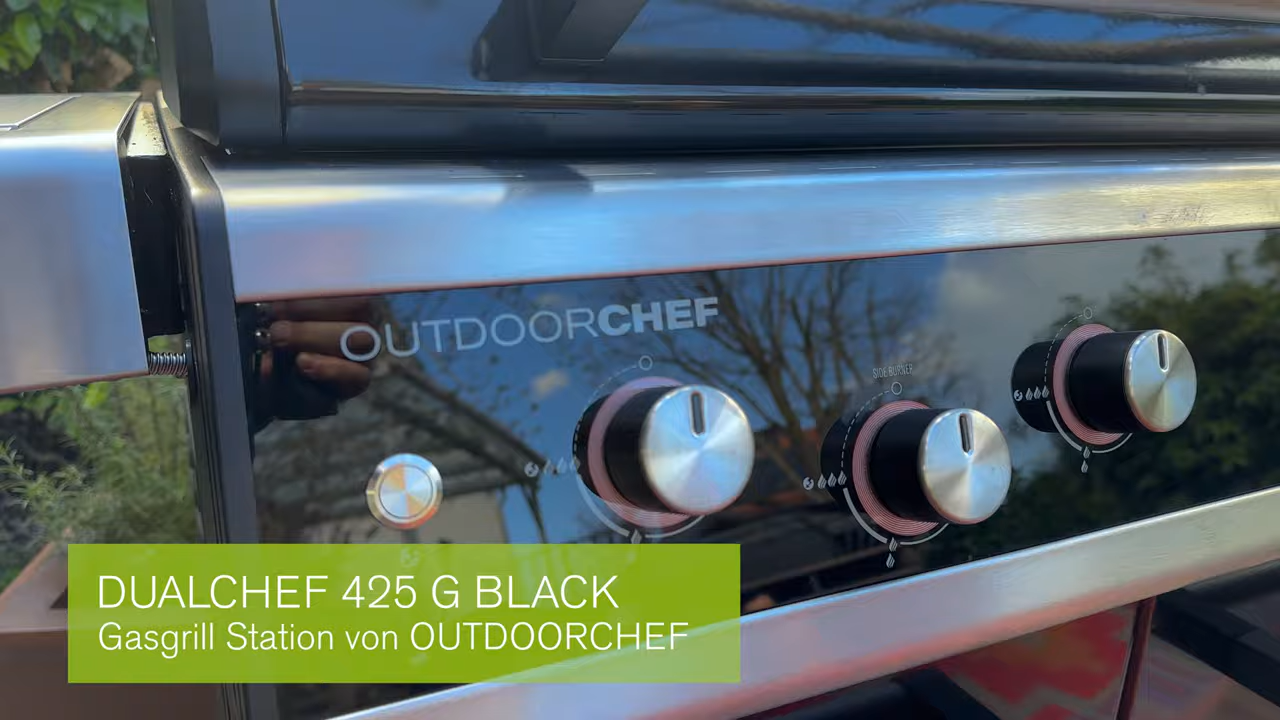 OUTDOORCHEF
SIDE BURNER
DUALCHEF 425 G BLACK
Gasgrill Station von OUTDOORCHEF